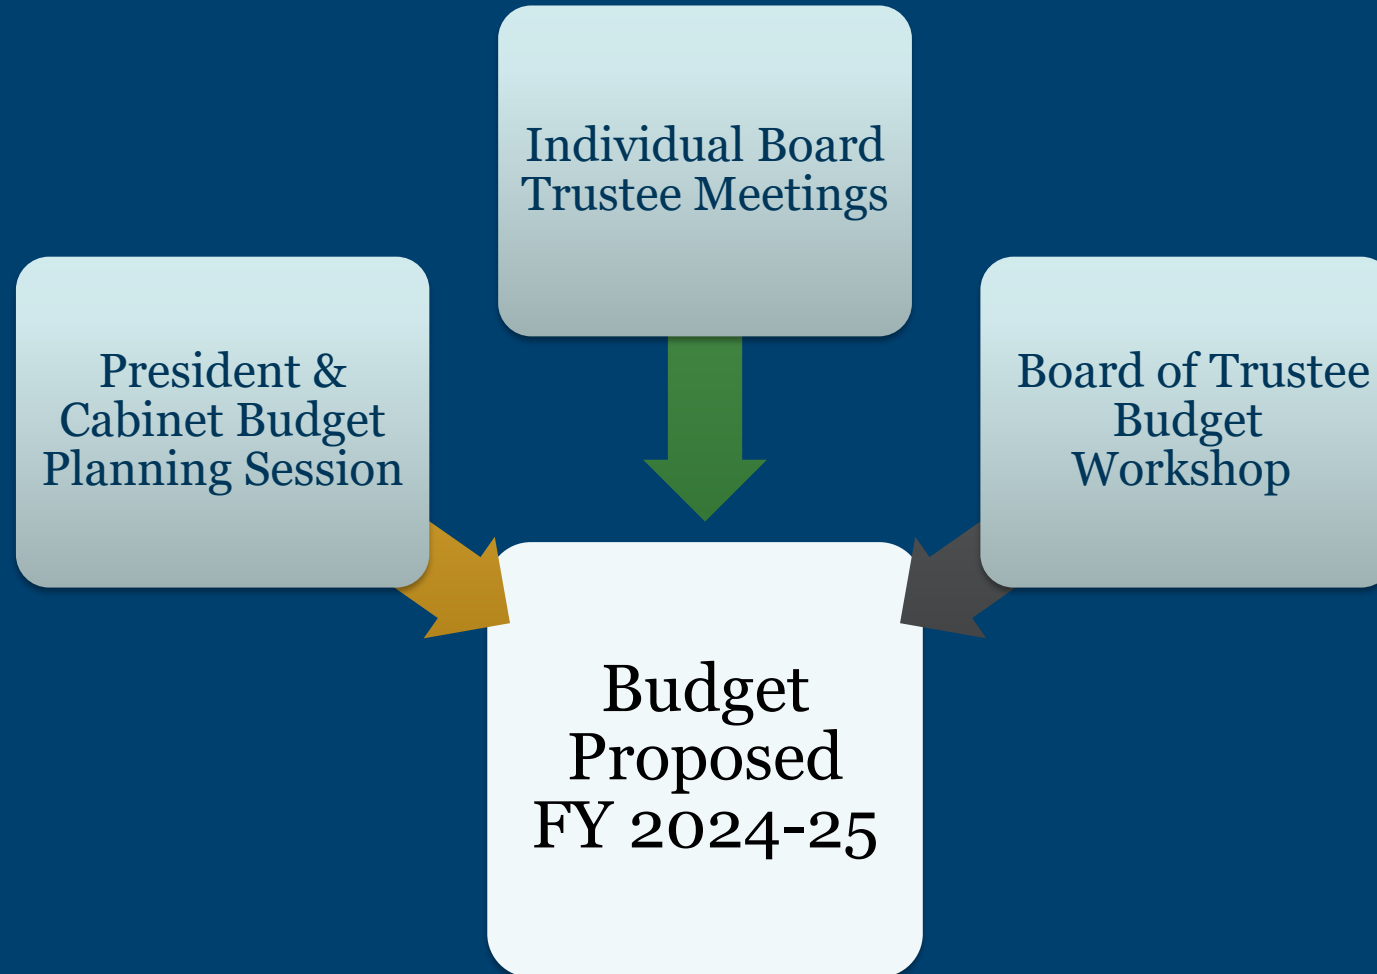 Individual Board
Trustee Meetings
President &
Cabinet Budget
Planning Session
Board of Trustee
Budget
Workshop
Budget
Proposed
FY 2024-25